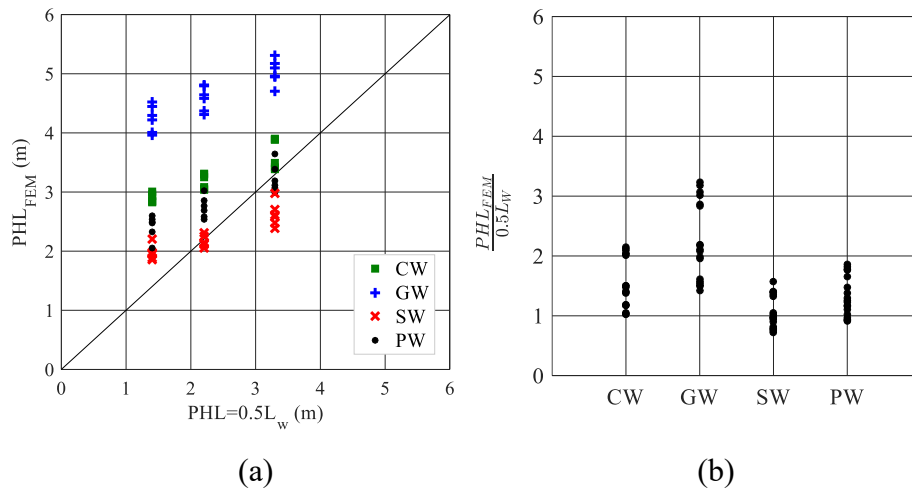 6
5
4
3
2
1
0
PHL_FEM (m)
0 1 2 3 4 5 6
PHL=0.5L_w (m)
CW
GW
SW
PW
(a)
6
5
4
3
2
1
0
PHL_FEM
0.5L_W
CW GW SW PW
(b)